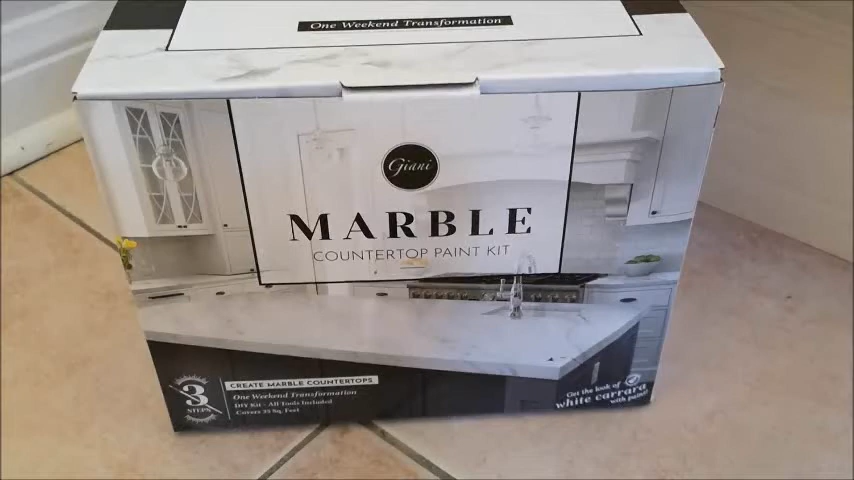 One Weekend Transformation
Giani
MARBLE
COUNTERTOP PAINT KIT
3
STEPS
CREATE MARBLE COUNTERTOPS
One Weekend Transformation
DIY Kit - All Tools Included
Covers 35 Sq. Feet
Get the look of
white carrara
with paint!